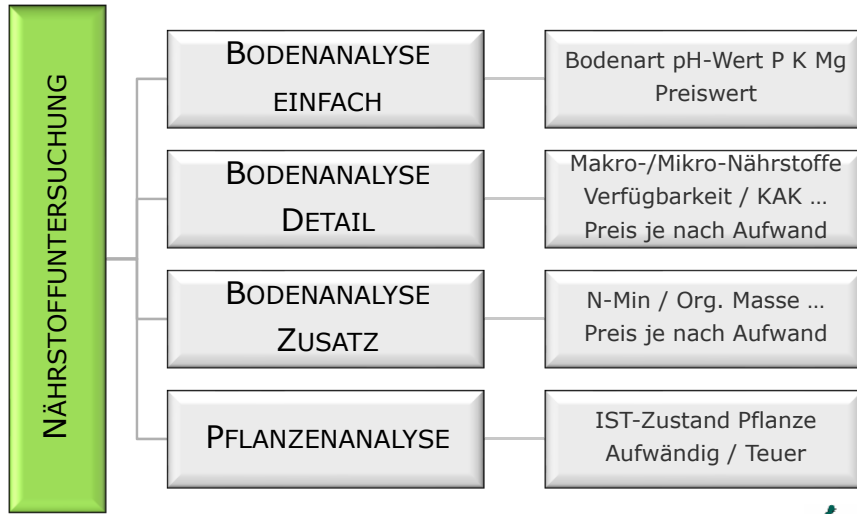 NÄHRSTOFFUNTERSUCHUNG
BODENANALYSE
EINFACH
Bodenart pH-Wert P K Mg
Preiswert
BODENANALYSE
DETAIL
Makro-/Mikro-Nährstoffe
Verfügbarkeit / KAK ...
Preis je nach Aufwand
BODENANALYSE
ZUSATZ
N-Min / Org. Masse ...
Preis je nach Aufwand
PFLANZENANALYSE
IST-Zustand Pflanze
Aufwändig / Teuer